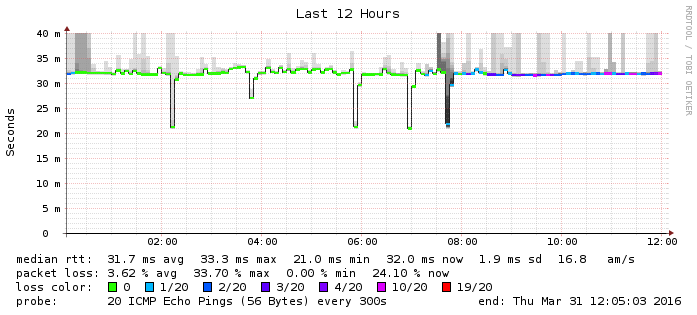 Last 12 Hours
RRDTOOL / TOBI OETIKER
Seconds
40 m
35 m
30 m
25 m
20 m
15 m
10 m
5 m
0
02:00 04:00 06:00 08:00 10:00 12:00
median rtt: 31.7 ms avg 33.3 ms max 21.0 ms min 32.0 ms now 1.9 ms sd 16.8 am/s
packet loss: 3.62 % avg 33.70 % max 0.00 % min 24.10 % now
loss color: 0 1/20 2/20 3/20 4/20 10/20 19/20
probe: 20 ICMP Echo Pings (56 Bytes) every 300s end: Thu Mar 31 12:05:03 2016